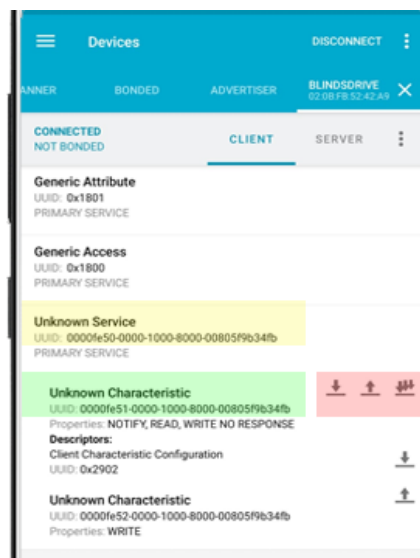 Devices
DISCONNECT
ANNER
BONDED
ADVERTISER
BLINDSDRIVE
02:0B:FB:52:42:A9
CONNECTED
NOT BONDED
CLIENT
SERVER
Generic Attribute
UUID: 0x1801
PRIMARY SERVICE
Generic Access
UUID: 0x1800
PRIMARY SERVICE
Unknown Service
UUID: 0000fe50-0000-1000-8000-00805f9b34fb
PRIMARY SERVICE
Unknown Characteristic
UUID: 0000fe51-0000-1000-8000-00805f9b34fb
Properties: NOTIFY, READ, WRITE NO RESPONSE
Descriptors:
Client Characteristic Configuration
UUID: 0x2902
Unknown Characteristic
UUID: 0000fe52-0000-1000-8000-00805f9b34fb
Properties: WRITE